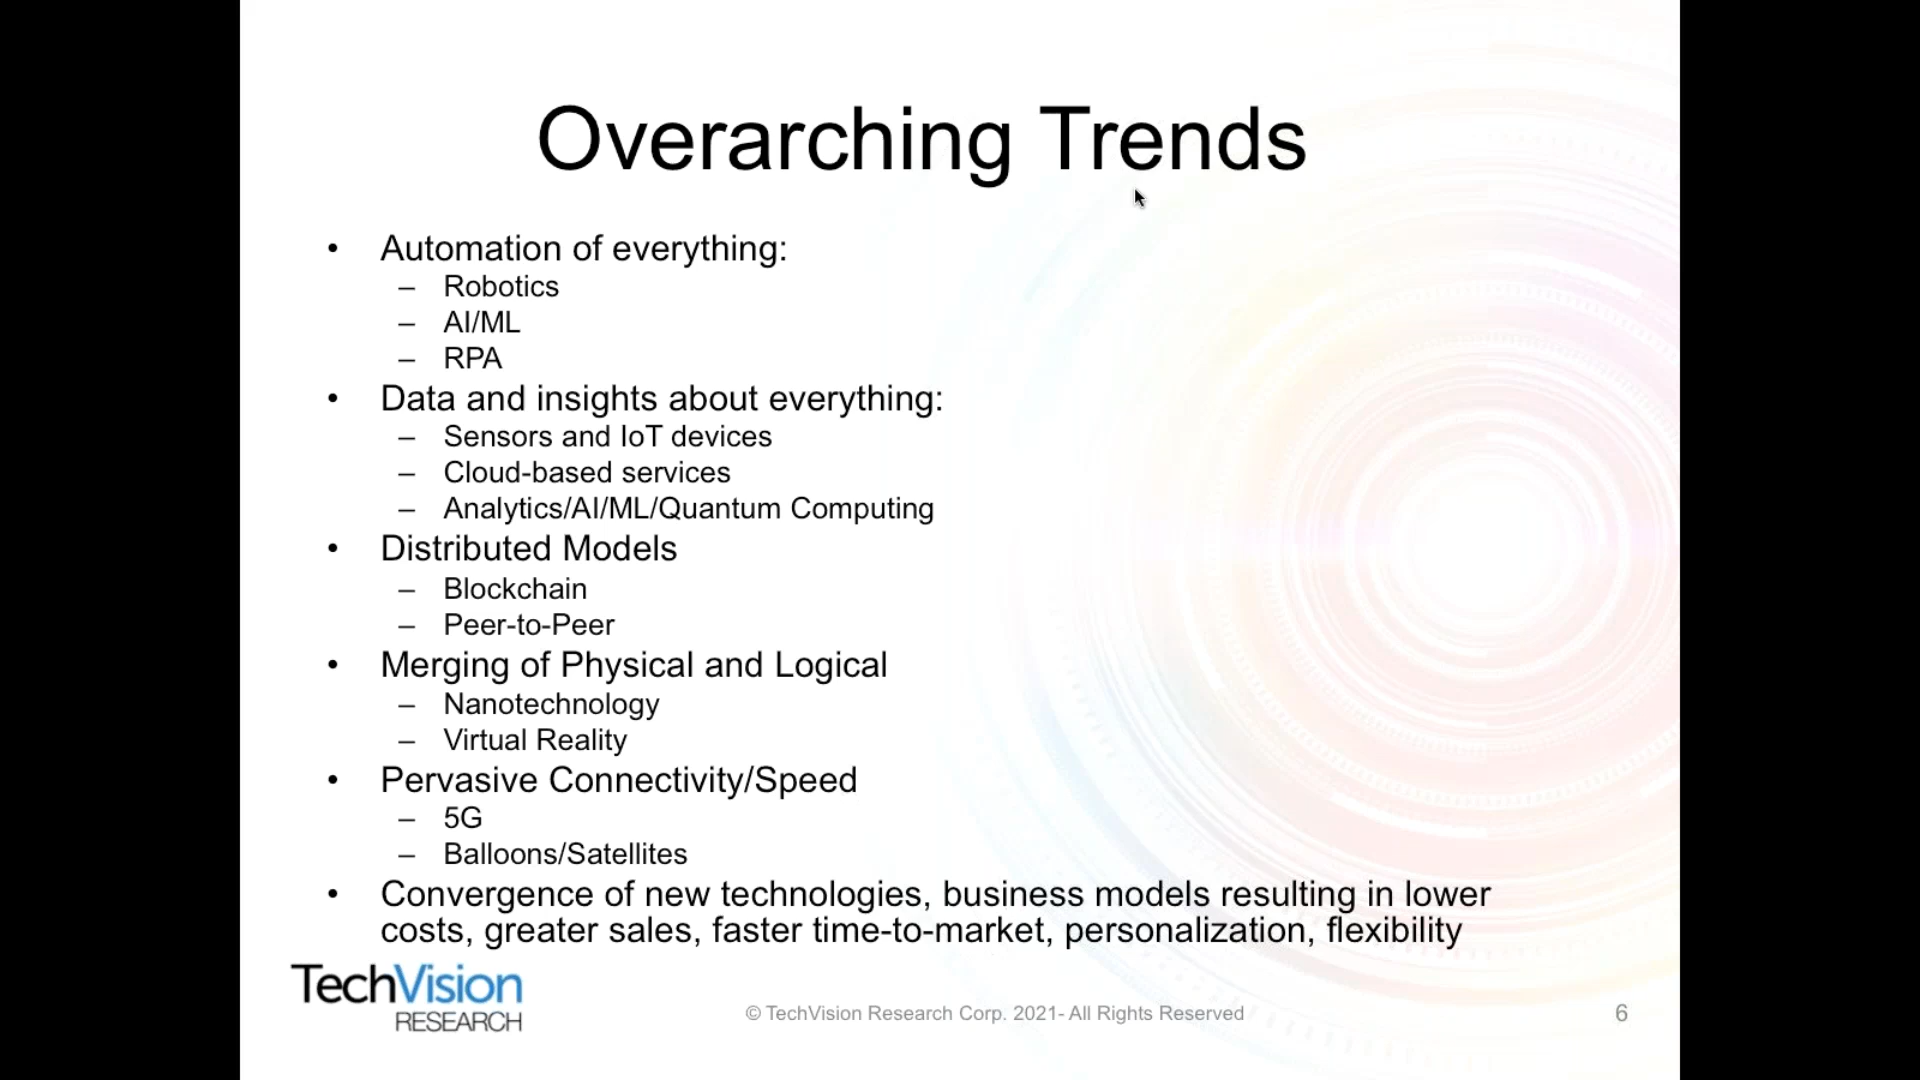 Overarching Trends
• Automation of everything:
– Robotics
– AI/ML
– RPA
• Data and insights about everything:
– Sensors and IoT devices
– Cloud-based services
– Analytics/AI/ML/Quantum Computing
• Distributed Models
– Blockchain
– Peer-to-Peer
• Merging of Physical and Logical
– Nanotechnology
– Virtual Reality
• Pervasive Connectivity/Speed
– 5G
– Balloons/Satellites
• Convergence of new technologies, business models resulting in lower
costs, greater sales, faster time-to-market, personalization, flexibility
TechVision
RESEARCH
© TechVision Research Corp. 2021- All Rights Reserved
6